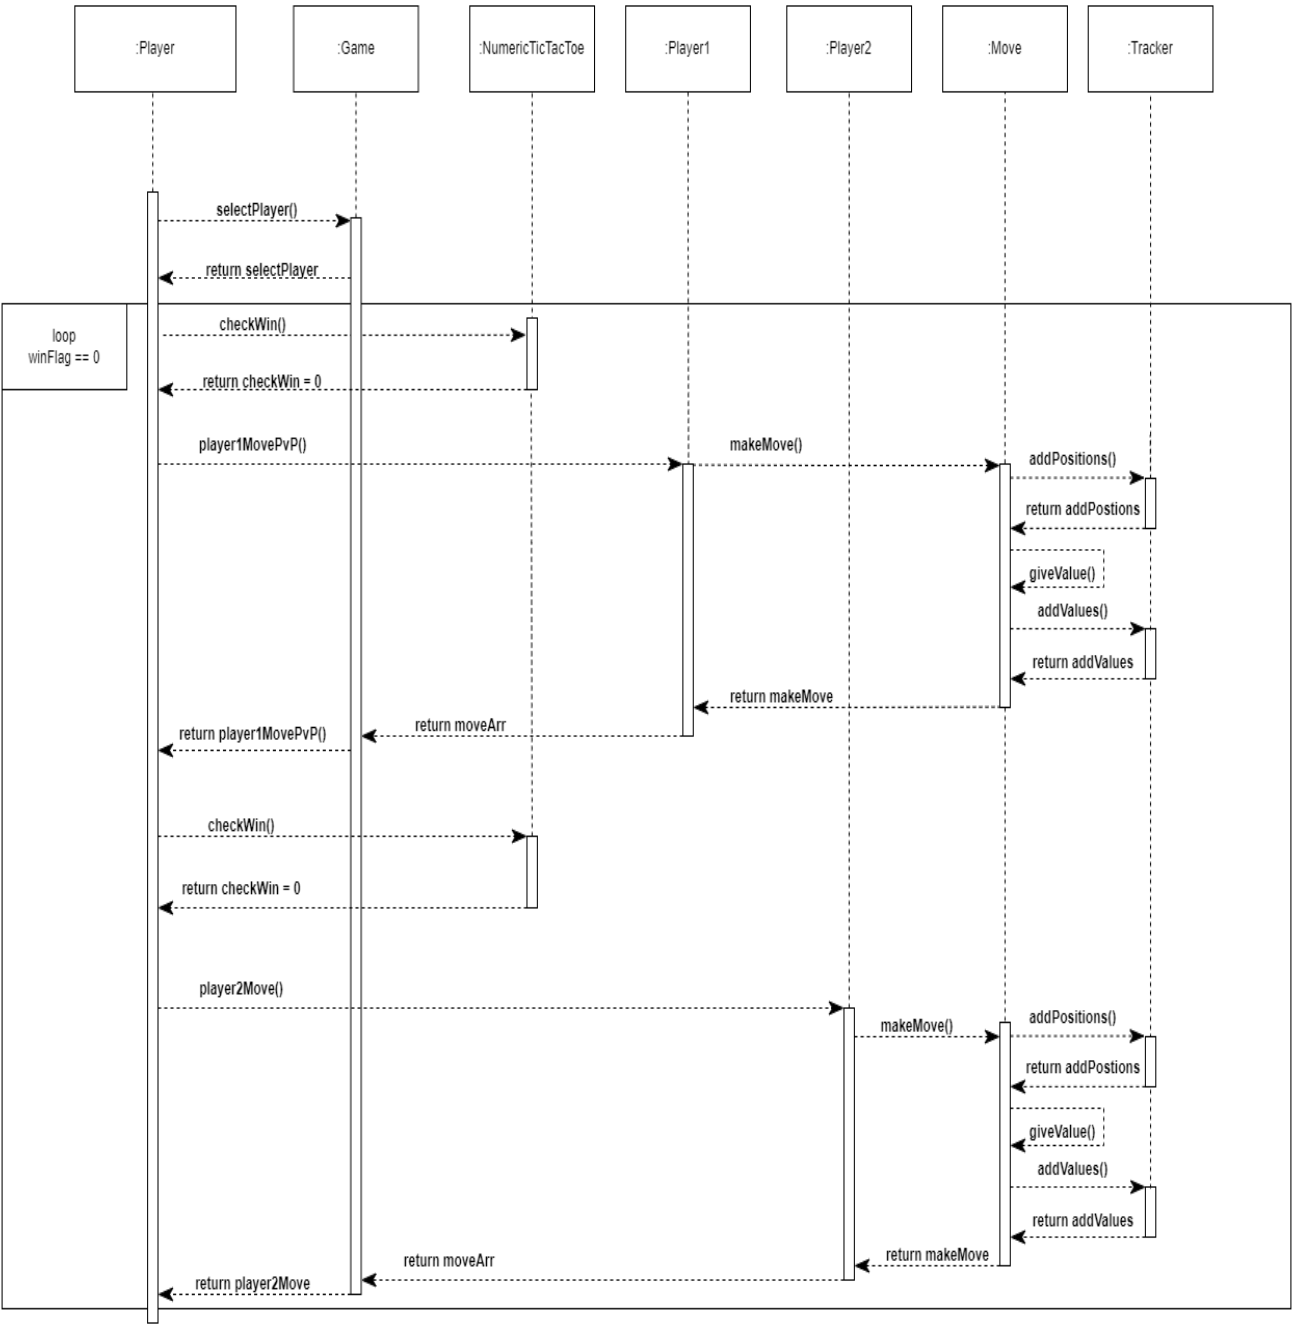 :Player
:Game
:NumericTicTacToe
:Player1
:Player2
:Move
:Tracker
selectPlayer()
return selectPlayer
loop
winFlag == 0
checkWin()
return checkWin = 0
player1MovePvP()
makeMove()
addPositions()
return addPostions
giveValue()
addValues()
return addValues
return makeMove
return moveArr
return player1MovePvP()
checkWin()
return checkWin = 0
player2Move()
makeMove()
addPositions()
return addPostions
giveValue()
addValues()
return addValues
return makeMove
return moveArr
return player2Move